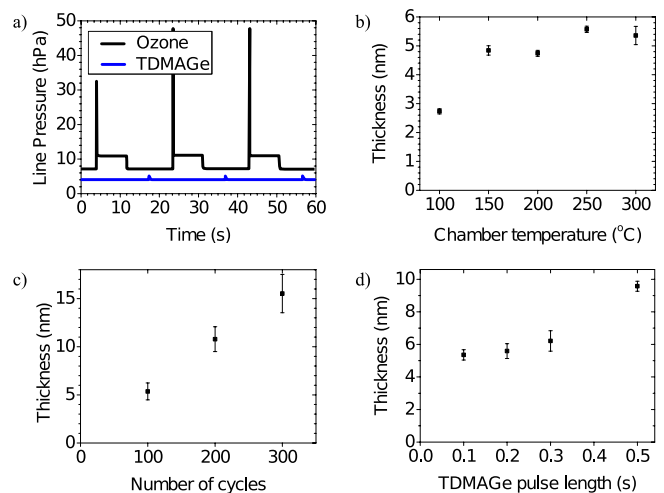 a)
50
40
30
20
10
0
Line Pressure (hPa)
Ozone
TDMAGe
0 10 20 30 40 50 60
Time (s)
b)
6
5
4
3
2
1
0
Thickness (nm)
100 150 200 250 300
Chamber temperature (°C)
c)
15
10
5
0
Thickness (nm)
0 100 200 300
Number of cycles
d)
10
8
6
4
2
0
Thickness (nm)
0.0 0.1 0.2 0.3 0.4 0.5
TDMAGe pulse length (s)